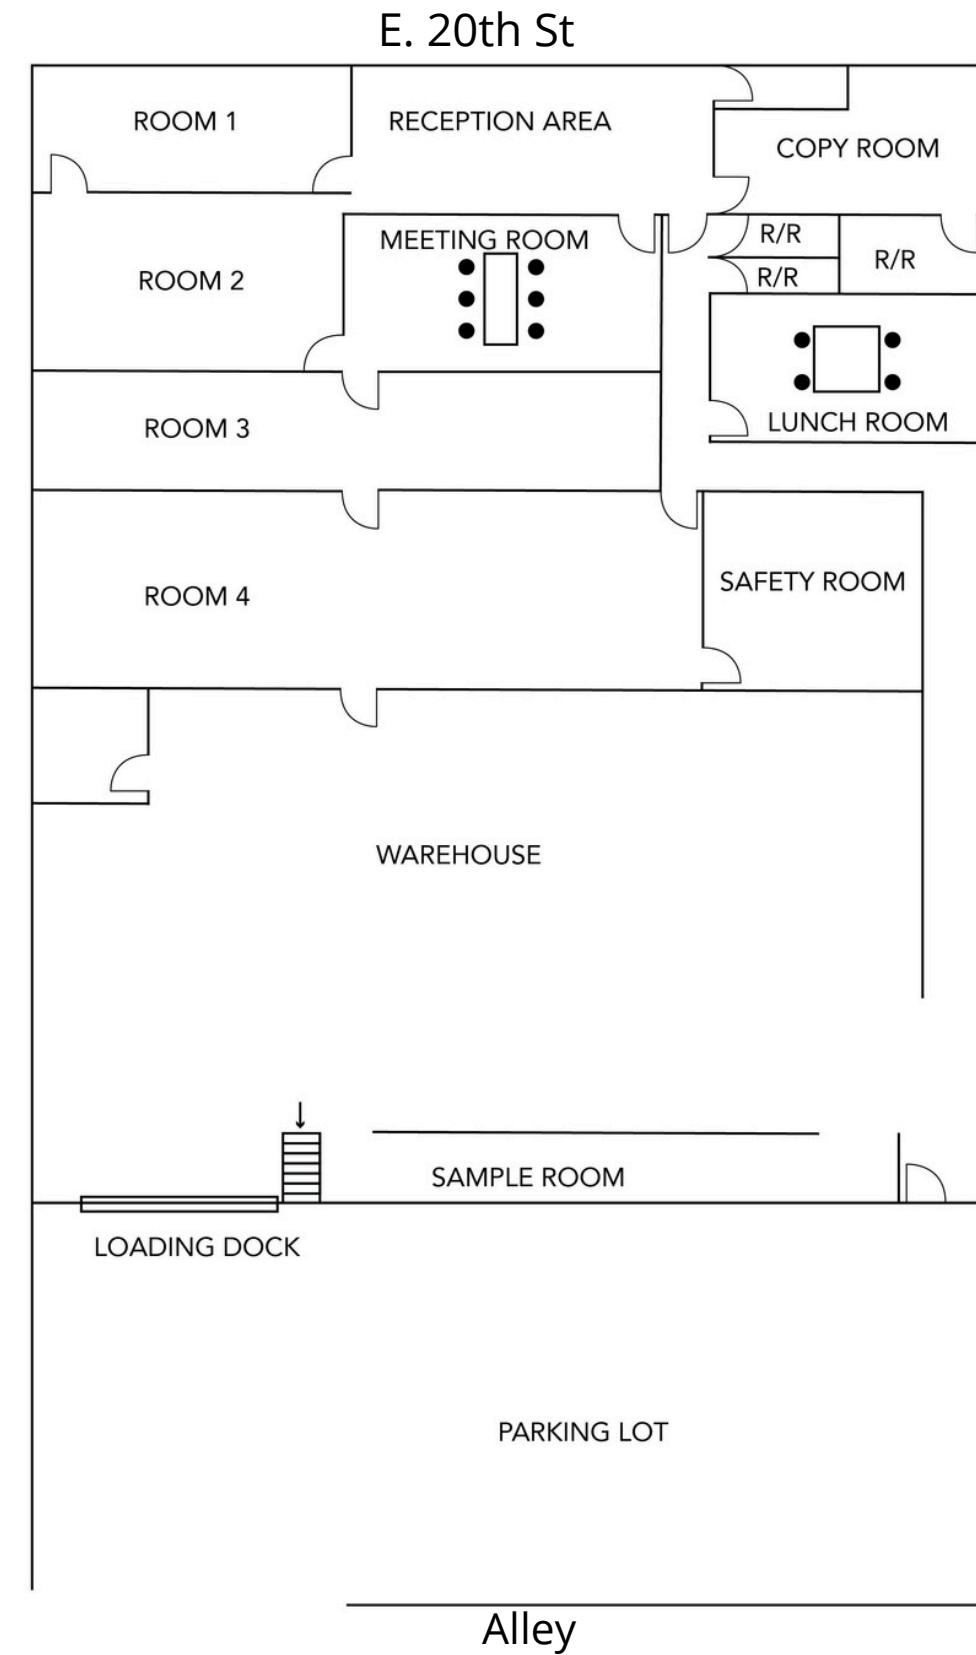 E. 20th St
ROOM 1
RECEPTION AREA
COPY ROOM
MEETING ROOM
R/R
R/R
R/R
ROOM 2
LUNCH ROOM
ROOM 3
SAFETY ROOM
ROOM 4
WAREHOUSE
SAMPLE ROOM
LOADING DOCK
PARKING LOT
Alley